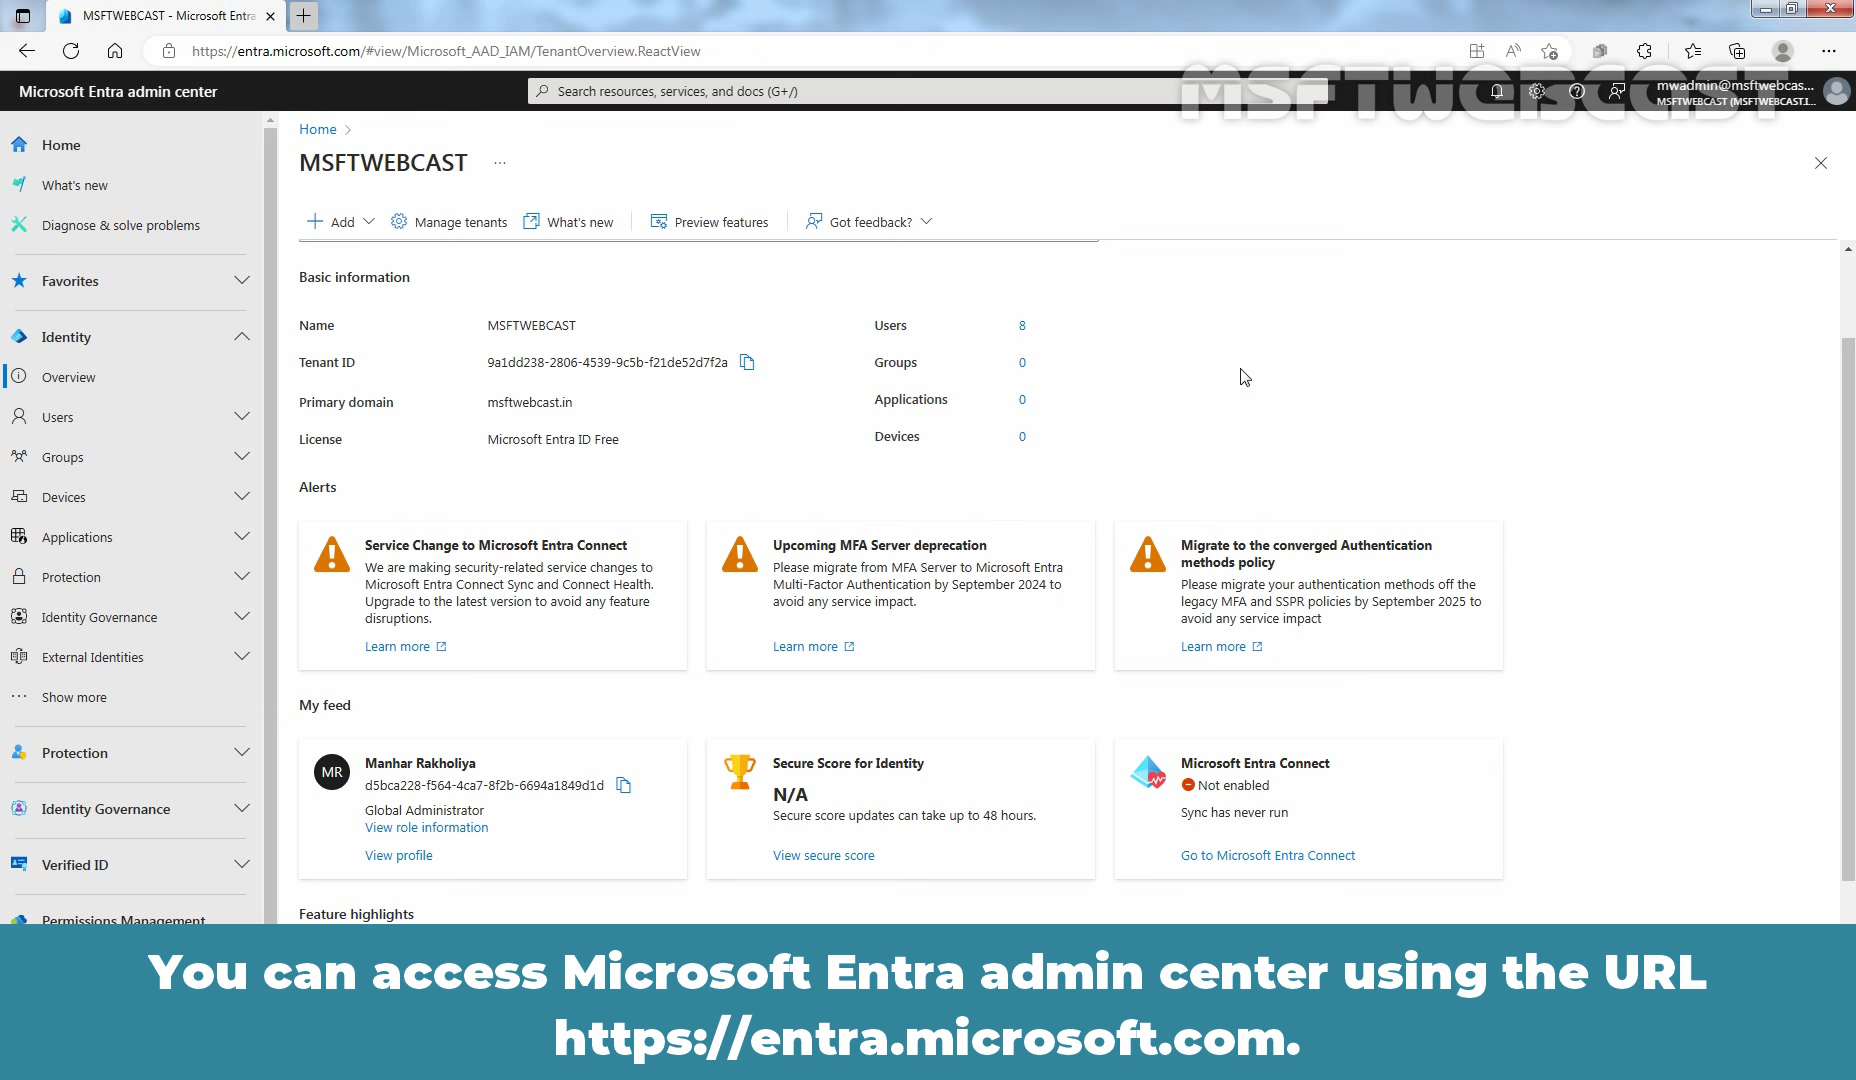 MSFTWEBCAST - Microsoft Entra
https://entra.microsoft.com/#view/Microsoft_AAD_IAM/TenantOverview.ReactView
MSFTWEBCAST
Microsoft Entra admin center
Search resources, services, and docs (G+/)
mwadmin@msftwebcas...
MSFTWEBCAST (MSFTWEBCAST.I...
Home
What's new
Diagnose & solve problems
Favorites
Identity
Overview
Users
Groups
Devices
Applications
Protection
Identity Governance
External Identities
Show more
Protection
Identity Governance
Verified ID
Permissions Management
Home
MSFTWEBCAST
Add
Manage tenants
What's new
Preview features
Got feedback?
Basic information
Name MSFTWEBCAST Users 8
Tenant ID 9a1dd238-2806-4539-9c5b-f21de52d7f2a Groups 0
Primary domain msftwebcast.in Applications 0
License Microsoft Entra ID Free Devices 0
Alerts
Service Change to Microsoft Entra Connect
We are making security-related service changes to
Microsoft Entra Connect Sync and Connect Health.
Upgrade to the latest version to avoid any feature
disruptions.
Learn more
Upcoming MFA Server deprecation
Please migrate from MFA Server to Microsoft Entra
Multi-Factor Authentication by September 2024 to
avoid any service impact.
Learn more
Migrate to the converged Authentication
methods policy
Please migrate your authentication methods off the
legacy MFA and SSPR policies by September 2025 to
avoid any service impact
Learn more
My feed
MR
Manhar Rakholiya
d5bca228-f564-4ca7-8f2b-6694a1849d1d
Global Administrator
View role information
View profile
Secure Score for Identity
N/A
Secure score updates can take up to 48 hours.
View secure score
Microsoft Entra Connect
Not enabled
Sync has never run
Go to Microsoft Entra Connect
Feature highlights
You can access Microsoft Entra admin center using the URL
https://entra.microsoft.com.